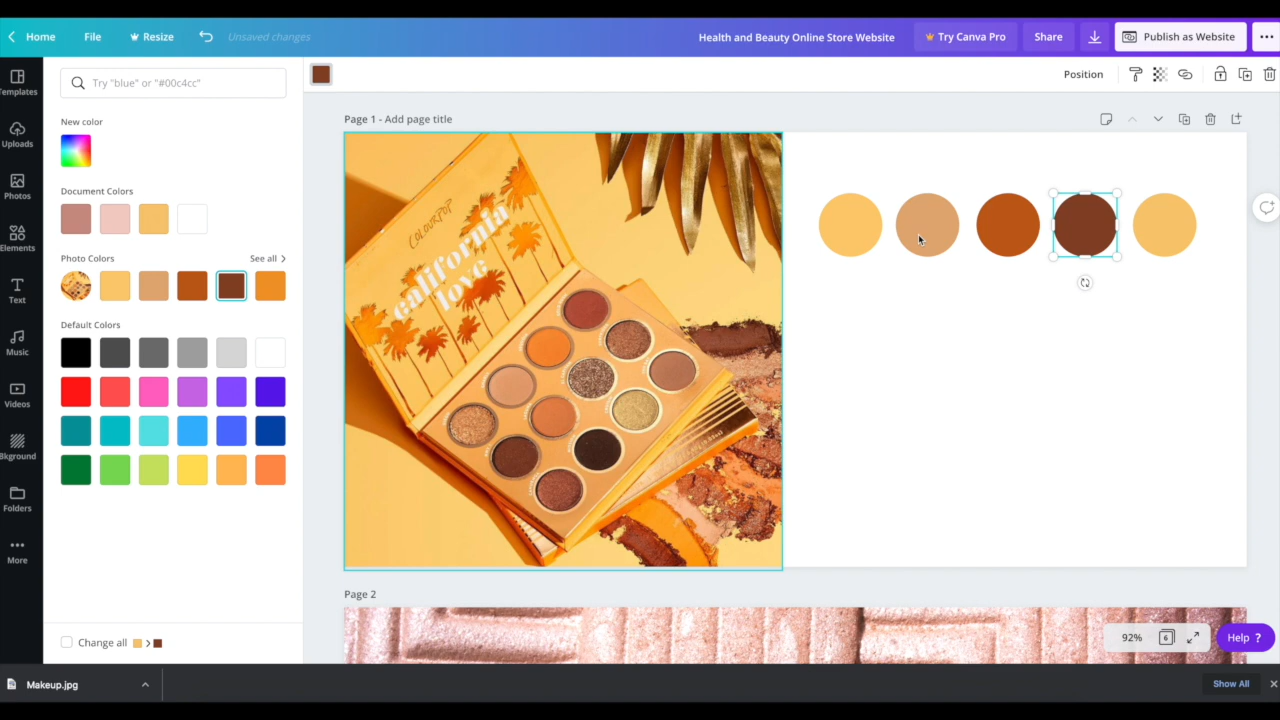 Home File Resize Unsaved changes Health and Beauty Online Store Website Try Canva Pro Share Publish as Website
Try "blue" or "#00c4cc" Position
Templates
Uploads
Photos
Elements
Text
Music
Videos
Bkground
Folders
More
New color
Document Colors
Photo Colors See all
Default Colors
Change all
Page 1 - Add page title
COLOURPOP
california
love
Page 2
92% 6 Help ?
Makeup.jpg Show All